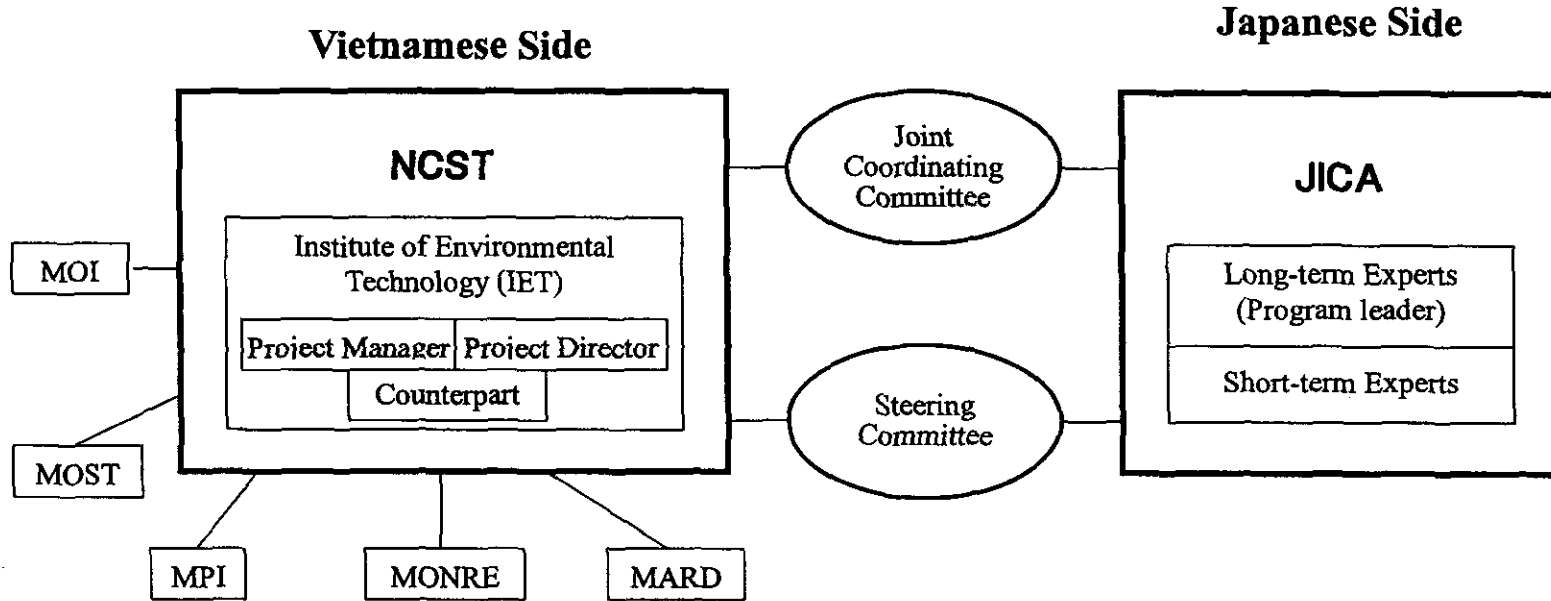 Vietnamese Side
Japanese Side
NCST
Institute of Environmental
Technology (IET)
Project Manager
Project Director
Counterpart
MOI
MOST
MPI
MONRE
MARD
Joint
Coordinating
Committee
Steering
Committee
JICA
Long-term Experts
(Program leader)
Short-term Experts